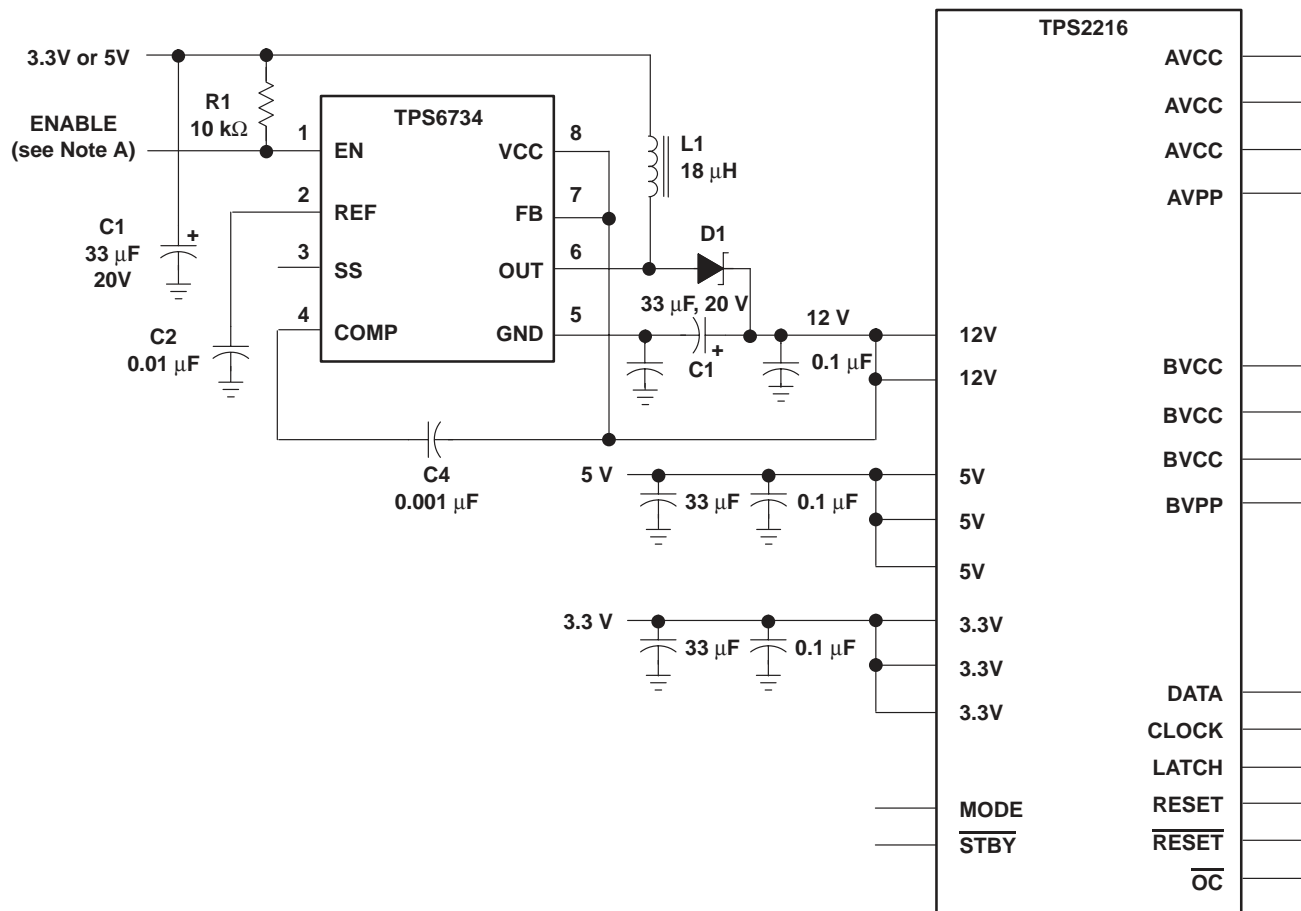 TPS2216
3.3V or 5V
AVCC
R1
10 kΩ
TPS6734
AVCC
ENABLE
(see Note A)
1
EN
VCC
8
L1
18 μH
AVCC
2
REF
FB
7
AVPP
C1
33 μF
20V
+
3
SS
OUT
6
D1
33 μF, 20 V
4
COMP
GND
5
C1
+
12 V
0.1 μF
12V
12V
C2
0.01 μF
BVCC
BVCC
C4
0.001 μF
BVCC
5 V
33 μF
0.1 μF
5V
5V
5V
BVPP
3.3 V
33 μF
0.1 μF
3.3V
3.3V
3.3V
DATA
CLOCK
LATCH
MODE
RESET
STBY
RESET
OC